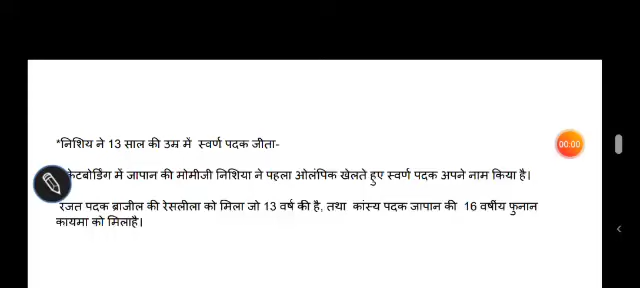 *निशिय ने 13 साल की उम्र में स्वर्ण पदक जीता-
00:00
केटबोर्डिंग में जापान की मोमीजी निशिया ने पहला ओलंपिक खेलते हुए स्वर्ण पदक अपने नाम किया है।
रजत पदक ब्राजील की रेसलीला को मिला जो 13 वर्ष की है, तथा कांस्य पदक जापान की 16 वर्षीय फुनान
कायमा को मिलाहै।